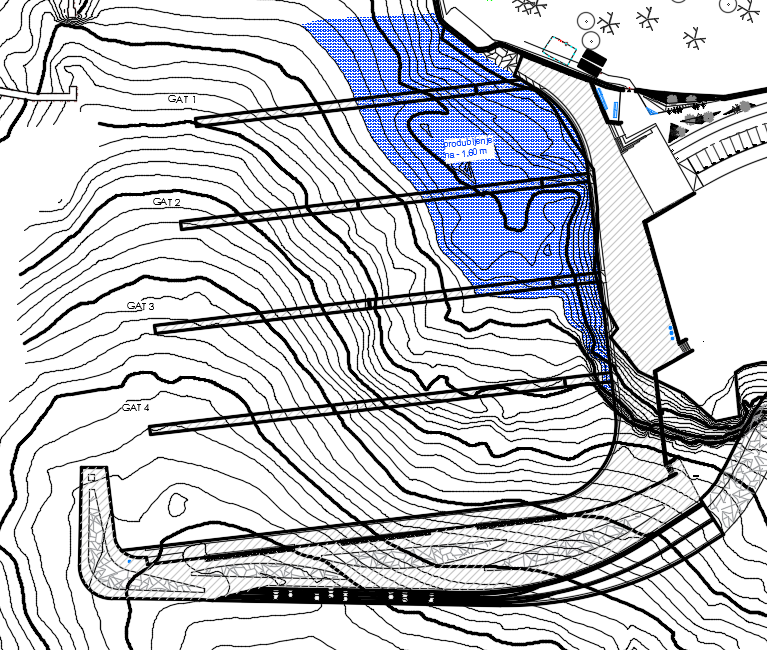 GAT 1
produbljenje
na - 1,60 m
GAT 2
GAT 3
GAT 4